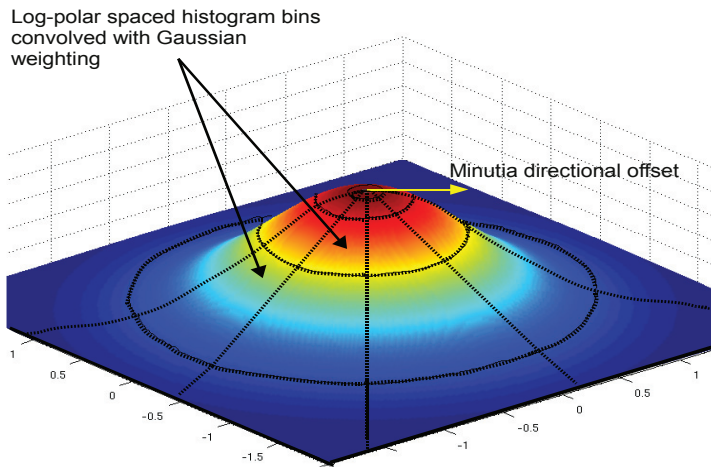 Log-polar spaced histogram bins
convolved with Gaussian
weighting
Minutia directional offset
1
0.5
0
-0.5
-1
-1.5
-1
-0.5
0
0.5
1